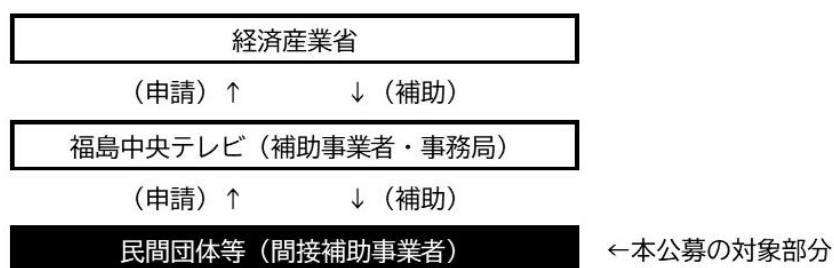 経済産業省
（申請）↑ ↓（補助）
福島中央テレビ（補助事業者・事務局）
（申請）↑ ↓（補助）
民間団体等（間接補助事業者） ←本公募の対象部分